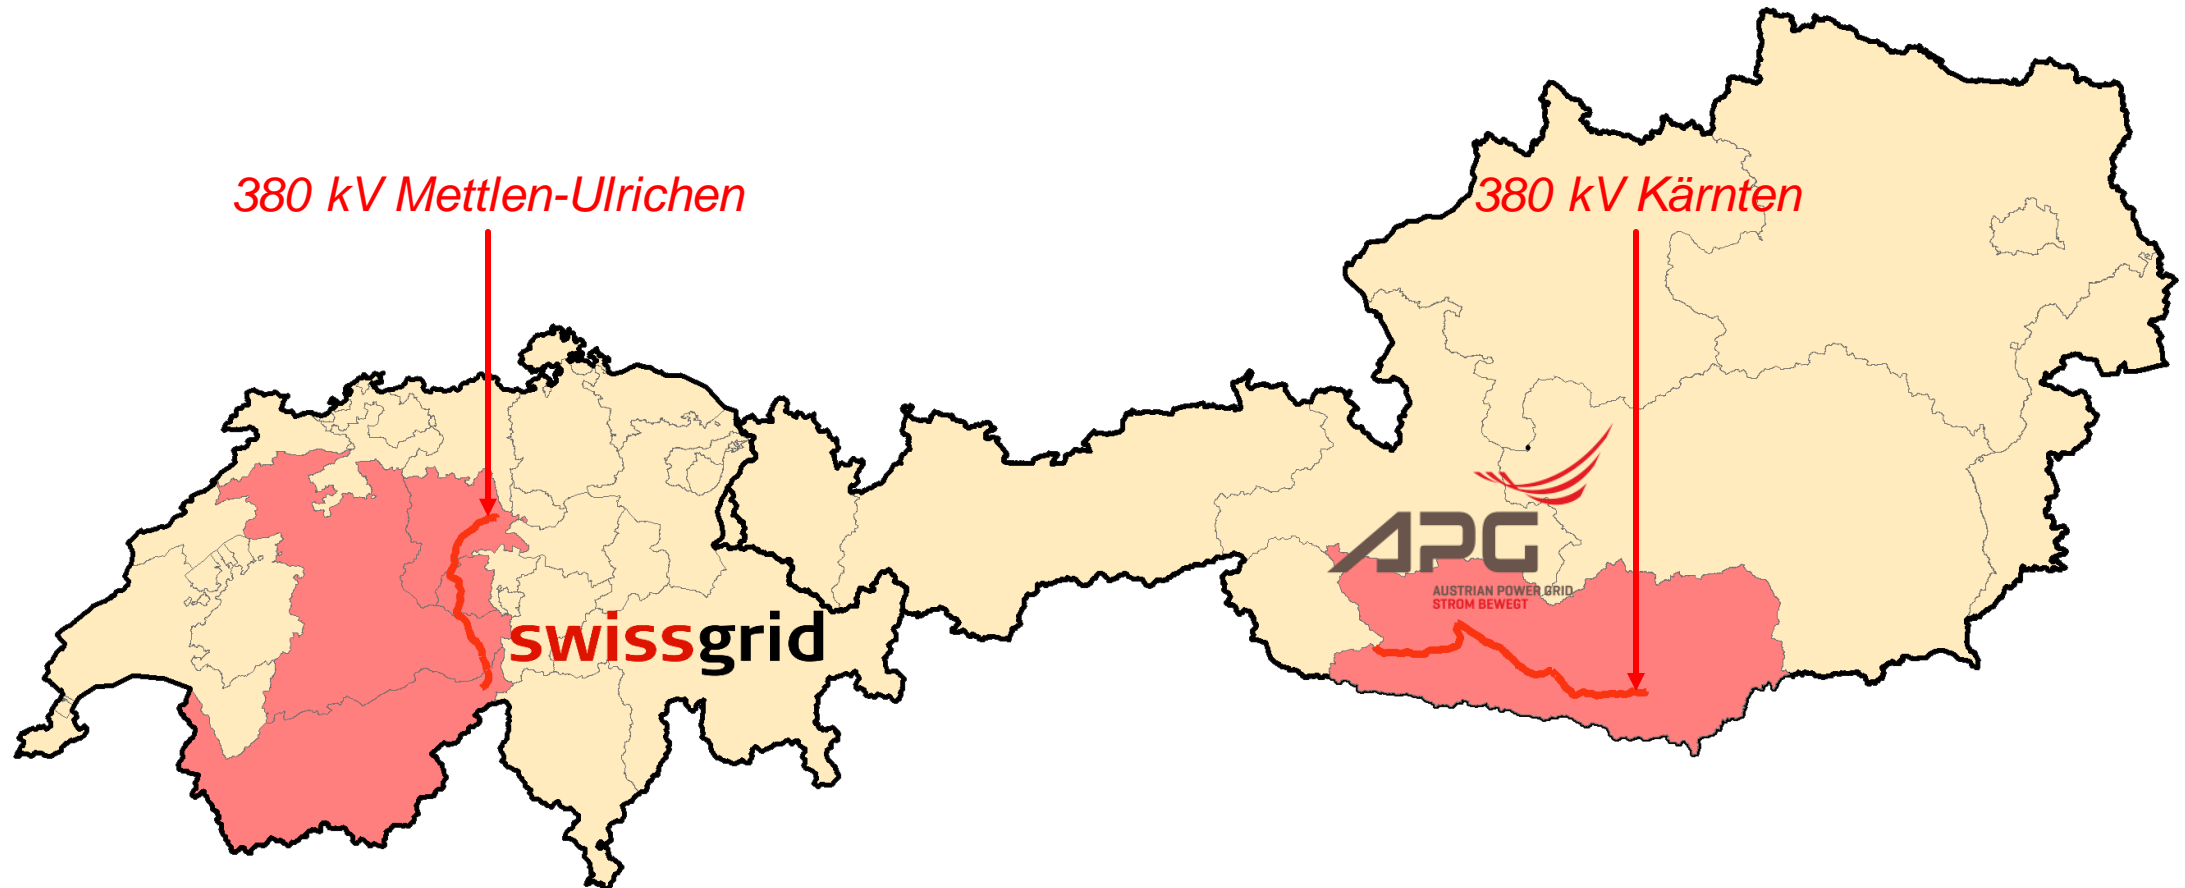 380 kV Mettlen-Ulrichen
380 kV Kärnten
APG
AUSTRIAN POWER GRID
STROM BEWEGT
swissgrid